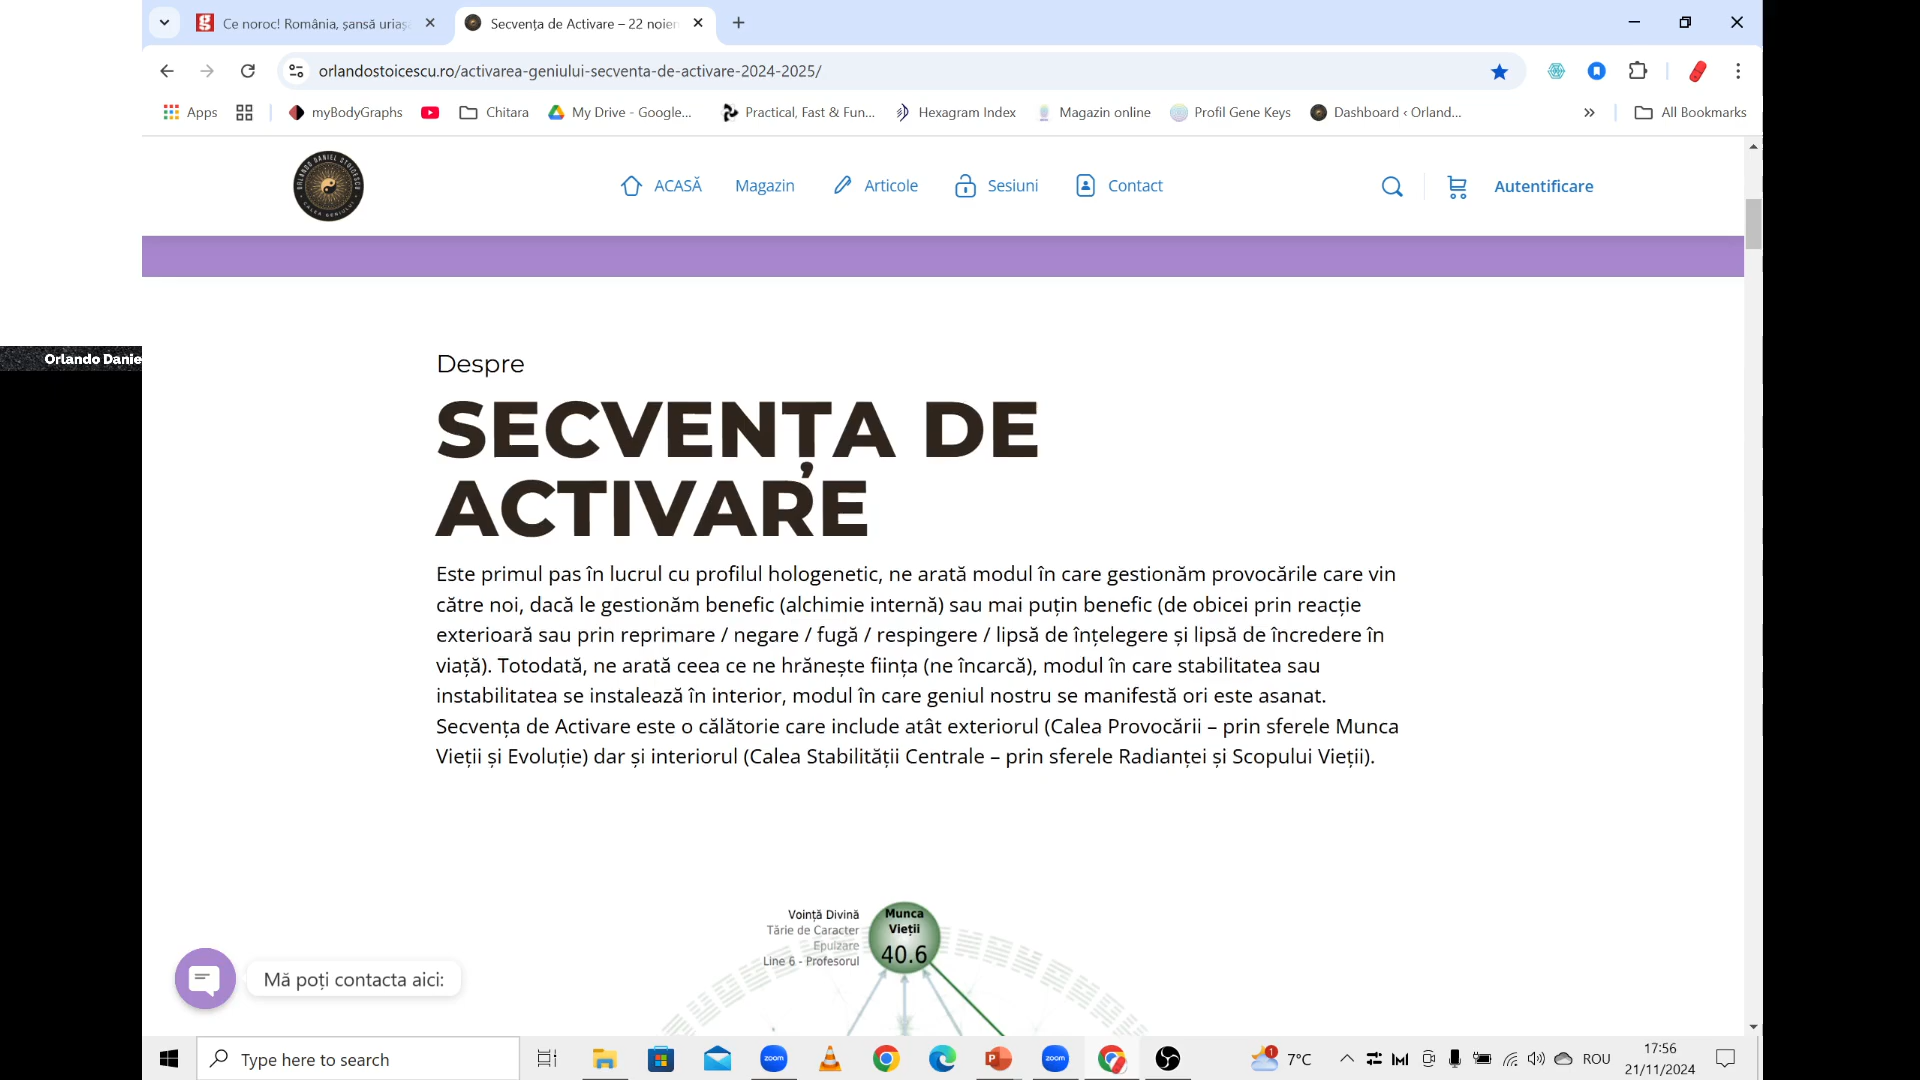 Ce noroc! România, șansă uriaș
Secvența de Activare – 22 noier
orlandostoicescu.ro/activarea-geniului-secventa-de-activare-2024-2025/
Apps
myBodyGraphs
Chitara
My Drive - Google...
Practical, Fast & Fun...
Hexagram Index
Magazin online
Profil Gene Keys
Dashboard ‹ Orland...
»
All Bookmarks
ORLANDO DANIEL STOICESCU
CALEA GENIULUI
ACASĂ
Magazin
Articole
Sesiuni
Contact
Autentificare
Orlando Danie
Despre
SECVENȚA DE
ACTIVARE
Este primul pas în lucrul cu profilul hologenetic, ne arată modul în care gestionăm provocările care vin
către noi, dacă le gestionăm benefic (alchimie internă) sau mai puțin benefic (de obicei prin reacție
exterioară sau prin reprimare / negare / fugă / respingere / lipsă de înțelegere și lipsă de încredere în
viață). Totodată, ne arată ceea ce ne hrănește ființa (ne încarcă), modul în care stabilitatea sau
instabilitatea se instalează în interior, modul în care geniul nostru se manifestă ori este asanat.
Secvența de Activare este o călătorie care include atât exteriorul (Calea Provocării – prin sferele Munca
Vieții și Evoluție) dar și interiorul (Calea Stabilității Centrale – prin sferele Radianței și Scopului Vieții).
Voință Divină
Tărie de Caracter
Epuizare
Line 6 - Profesorul
Munca
Vieții
40.6
Mă poți contacta aici:
Type here to search
zoom
zoom
1
7°C
ROU
17:56
21/11/2024